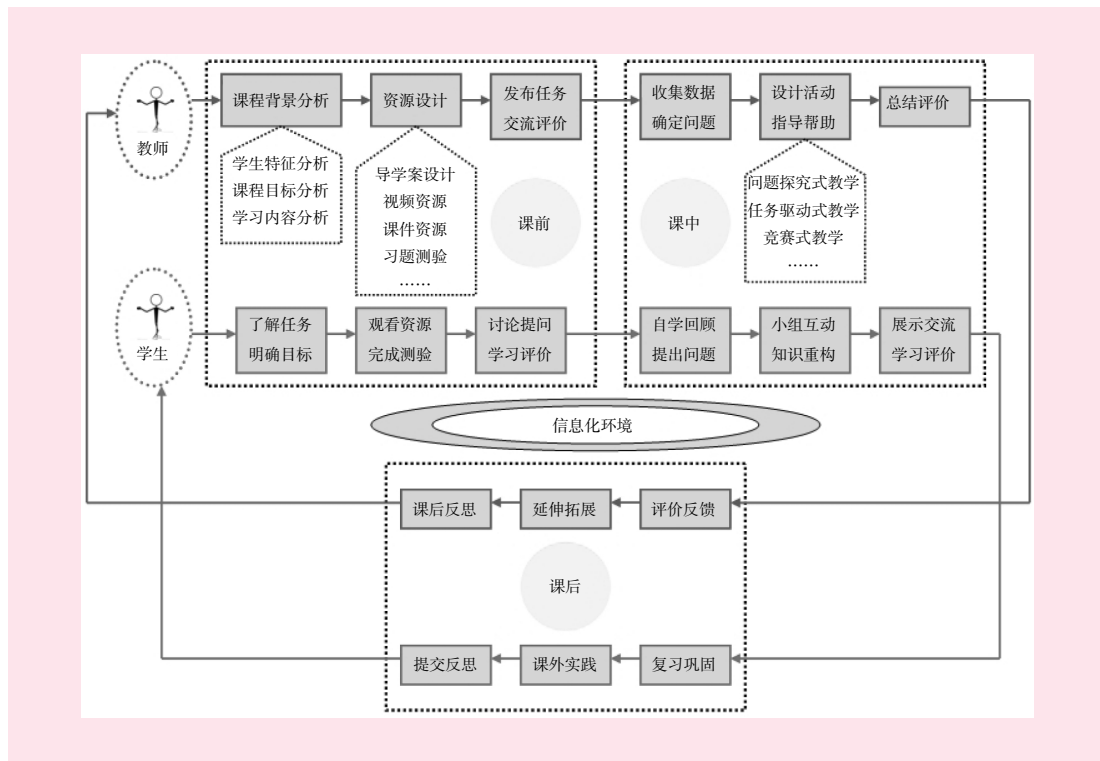 教师
课程背景分析
资源设计
发布任务
交流评价
收集数据
确定问题
设计活动
指导帮助
总结评价
学生特征分析
课程目标分析
学习内容分析
导学案设计
视频资源
课件资源
习题测验
……
课前
课中
问题探究式教学
任务驱动式教学
竞赛式教学
……
学生
了解任务
明确目标
观看资源
完成测验
讨论提问
学习评价
自学回顾
提出问题
小组互动
知识重构
展示交流
学习评价
信息化环境
课后反思
延伸拓展
评价反馈
课后
提交反思
课外实践
复习巩固